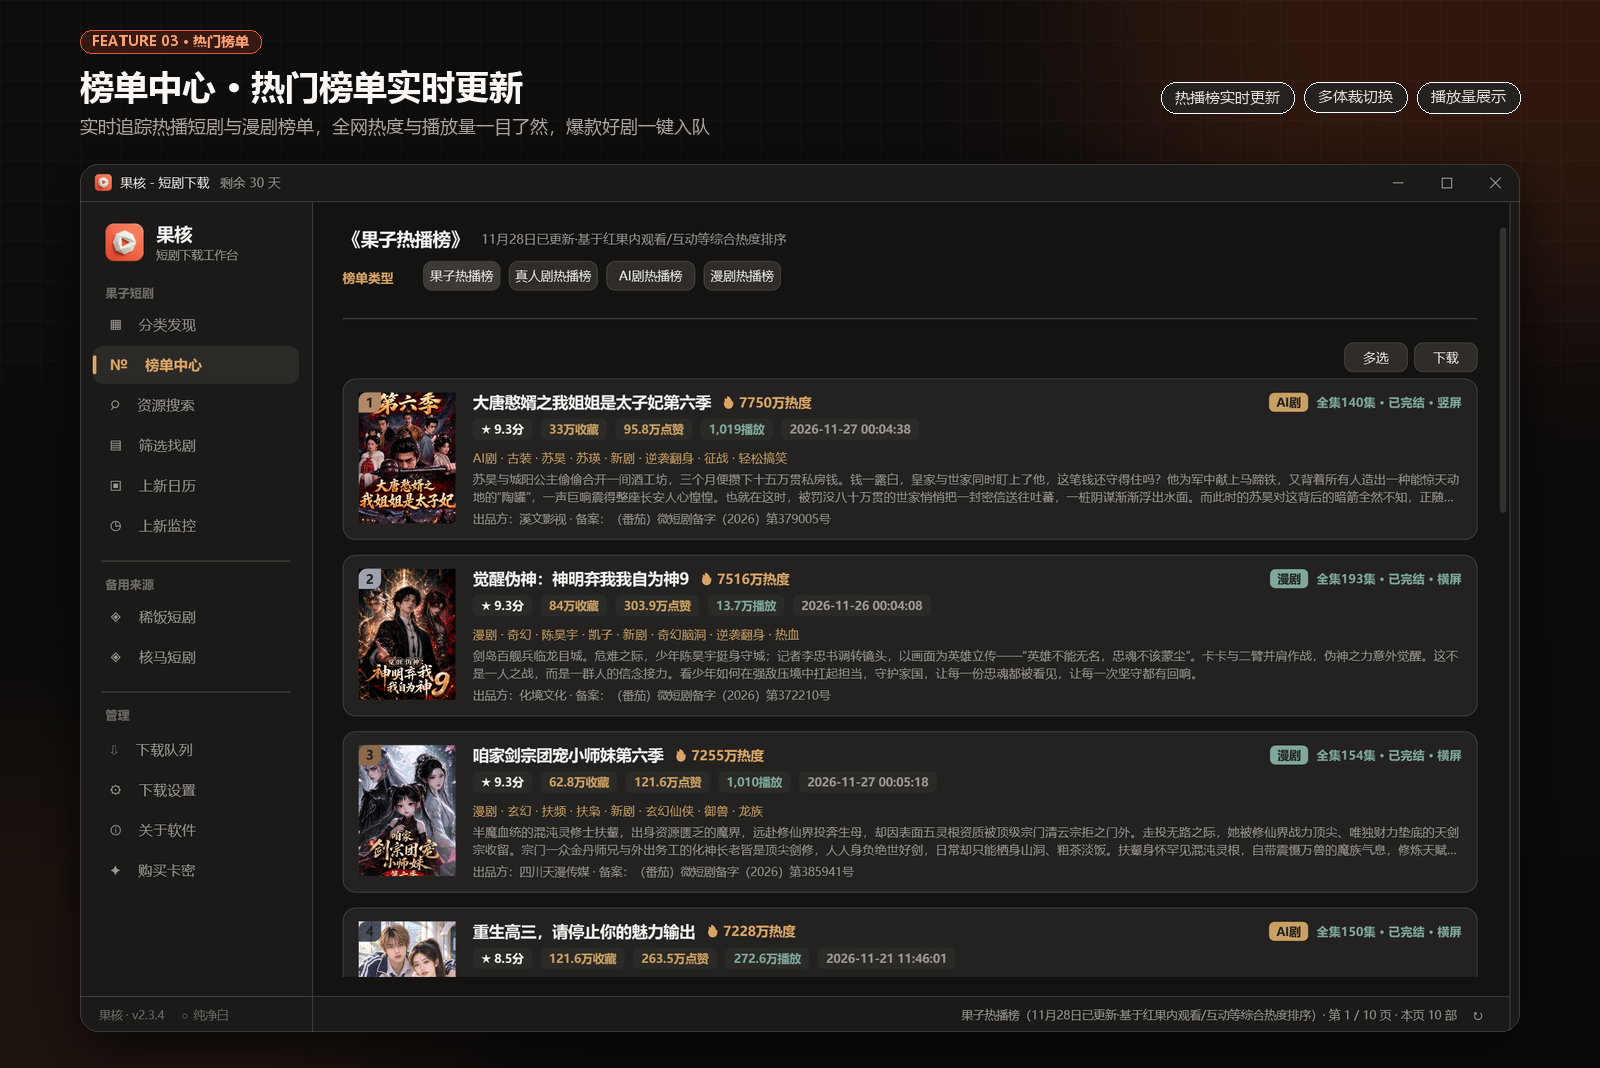 FEATURE 03 • 热门榜单
榜单中心 • 热门榜单实时更新
实时追踪热播短剧与漫剧榜单，全网热度与播放量一目了然，爆款好剧一键入队
热播榜实时更新
多体裁切换
播放量展示
果核 - 短剧下载 剩余 30 天
果核
短剧下载工作台
果子短剧
分类发现
№ 榜单中心
资源搜索
筛选找剧
上新日历
上新监控
备用来源
稀饭短剧
核马短剧
管理
下载队列
下载设置
关于软件
购买卡密
果核 · v2.3.4 ○ 纯净白
《果子热播榜》 11月28日已更新·基于红果内观看/互动等综合热度排序
榜单类型 果子热播榜 真人剧热播榜 AI剧热播榜 漫剧热播榜
多选 下载
1
第六季
大唐憨婿之
我姐姐是太子妃
大唐憨婿之我姐姐是太子妃第六季 7750万热度
AI剧 全集140集 • 已完结 • 竖屏
★ 9.3分 33万收藏 95.8万点赞 1,019播放 2026-11-27 00:04:38
AI剧 · 古装 · 苏昊 · 苏瑛 · 新剧 · 逆袭翻身 · 征战 · 轻松搞笑
苏昊与城阳公主偷偷合开一间酒工坊，三个月便攒下十五万贯私房钱。钱一露白，皇家与世家同时盯上了他，这笔钱还守得住吗？他为军中献上马蹄铁，又背着所有人造出一种能惊天动
地的“陶罐”，一声巨响震得整座长安人心惶惶。也就在这时，被罚没八十万贯的世家悄悄把一封密信送往吐蕃，一桩阴谋渐渐浮出水面。而此时的苏昊对这背后的暗箭全然不知，正随...
出品方：溪文影视 · 备案：（番茄）微短剧备字（2026）第379005号
2
觉醒伪神：
神明弃我
我自为神9
觉醒伪神：神明弃我我自为神9 7516万热度
漫剧 全集193集 • 已完结 • 横屏
★ 9.3分 84万收藏 303.9万点赞 13.7万播放 2026-11-26 00:04:08
漫剧 · 奇幻 · 陈昊宇 · 凯子 · 新剧 · 奇幻脑洞 · 逆袭翻身 · 热血
剑岛百舰兵临龙目城。危难之际，少年陈昊宇挺身守城；记者李忠书调转镜头，以画面为英雄立传——“英雄不能无名，忠魂不该蒙尘”。卡卡与二臂并肩作战，伪神之力意外觉醒。这不
是一人之战，而是一群人的信念接力。看少年如何在强敌压境中扛起担当，守护家国，让每一份忠魂都被看见，让每一次坚守都有回响。
出品方：化境文化 · 备案：（番茄）微短剧备字（2026）第372210号
3
咱家
剑宗团宠
小师妹
第六季
咱家剑宗团宠小师妹第六季 7255万热度
漫剧 全集154集 • 已完结 • 横屏
★ 9.3分 62.8万收藏 121.6万点赞 1,010播放 2026-11-27 00:05:18
漫剧 · 玄幻 · 扶频 · 扶枭 · 新剧 · 玄幻仙侠 · 御兽 · 龙族
半魔血统的混沌灵修士扶颦，出身资源匮乏的魔界，远赴修仙界投奔生母，却因表面五灵根资质被顶级宗门清云宗拒之门外。走投无路之际，她被修仙界战力顶尖、唯独财力垫底的天剑
宗收留。宗门一众金丹师兄与外出务工的化神长老皆是顶尖剑修，人人身负绝世好剑，日常却只能栖身山洞、粗茶淡饭。扶颦身怀罕见混沌灵根，自带震慑万兽的魔族气息，修炼天赋...
出品方：四川天漫传媒 · 备案：（番茄）微短剧备字（2026）第385941号
4
重生高三，请停止你的魅力输出 7228万热度
AI剧 全集150集 • 已完结 • 横屏
★ 8.5分 121.6万收藏 263.5万点赞 272.6万播放 2026-11-21 11:46:01
果子热播榜（11月28日已更新·基于红果内观看/互动等综合热度排序）· 第 1 / 10 页 · 本页 10 部